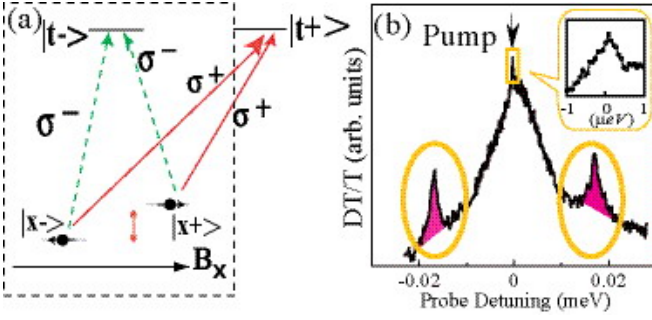 (a)
|t->
|t+>
σ⁻
σ⁺
σ⁻
σ⁺
|x->
|x+>
Bₓ
(b)
Pump
DT/T (arb. units)
-1 0 1
(μeV)
-0.02 0 0.02
Probe Detuning (meV)